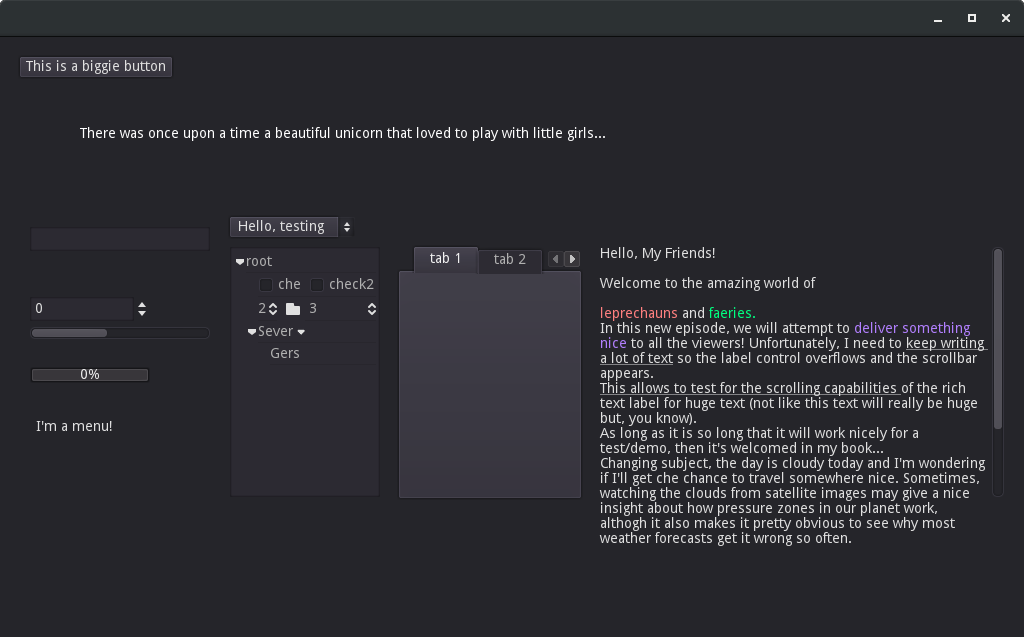 This is a biggie button
There was once upon a time a beautiful unicorn that loved to play with little girls...
Hello, testing
root
che check2
2 3
Sever
Gers
0
0%
I'm a menu!
tab 1 tab 2
Hello, My Friends!
Welcome to the amazing world of
leprechauns and faeries.
In this new episode, we will attempt to deliver something
nice to all the viewers! Unfortunately, I need to keep writing
a lot of text so the label control overflows and the scrollbar
appears.
This allows to test for the scrolling capabilities of the rich
text label for huge text (not like this text will really be huge
but, you know).
As long as it is so long that it will work nicely for a
test/demo, then it's welcomed in my book...
Changing subject, the day is cloudy today and I'm wondering
if I'll get che chance to travel somewhere nice. Sometimes,
watching the clouds from satellite images may give a nice
insight about how pressure zones in our planet work,
althogh it also makes it pretty obvious to see why most
weather forecasts get it wrong so often.